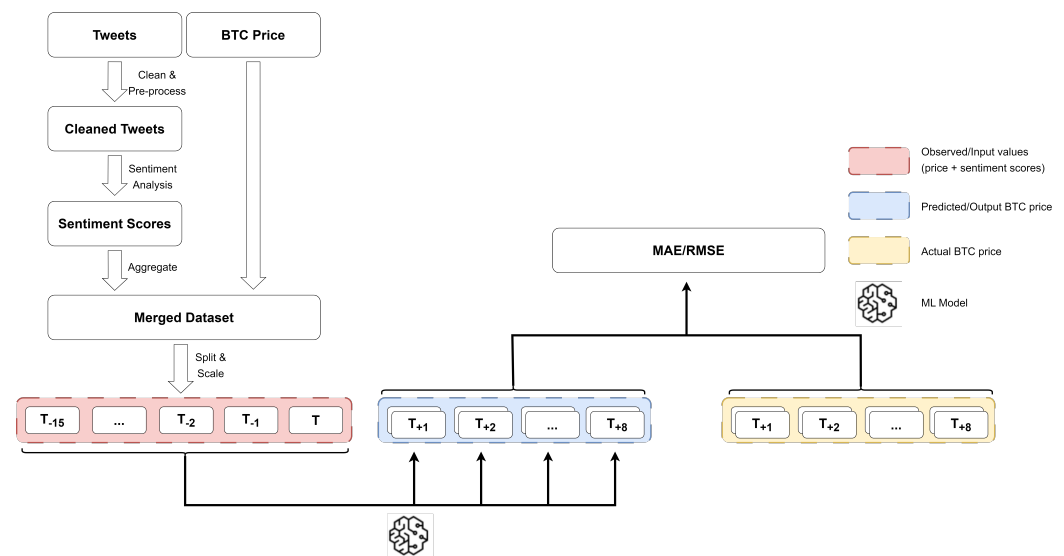 Tweets
BTC Price
Clean &
Pre-process
Cleaned Tweets
Sentiment
Analysis
Sentiment Scores
Aggregate
Merged Dataset
Split &
Scale
T-15
...
T-2
T-1
T
T+1
T+2
...
T+8
T+1
T+2
...
T+8
MAE/RMSE
Observed/Input values
(price + sentiment scores)
Predicted/Output BTC price
Actual BTC price
ML Model